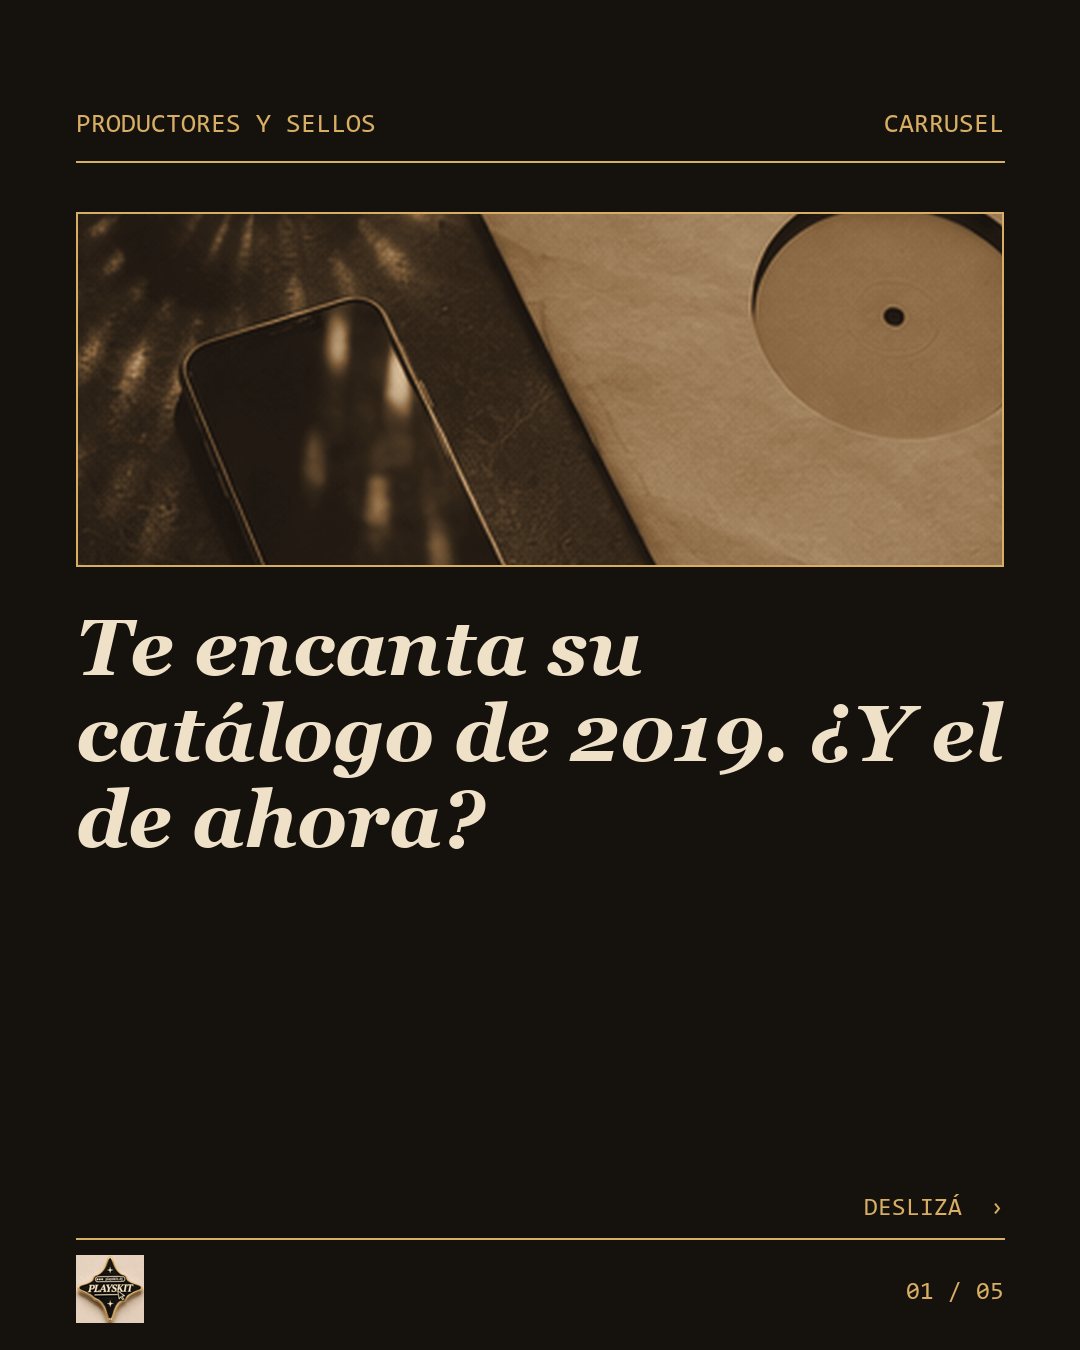 PRODUCTORES Y SELLOS
CARRUSEL
Te encanta su
catálogo de 2019. ¿Y el
de ahora?
DESLIZÁ ›
PLAYSKIT
01 / 05